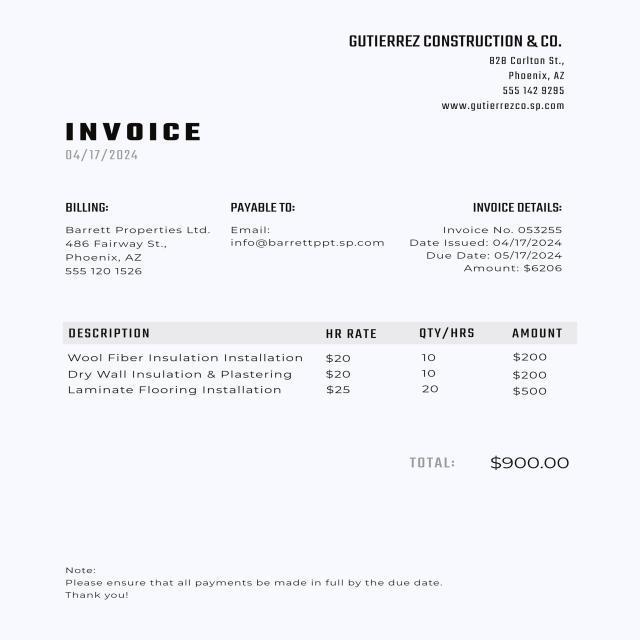 GUTIERREZ CONSTRUCTION & CO.
828 Carlton St.,
Phoenix, AZ
555 142 9295
www.gutierrezco.sp.com
INVOICE
04/17/2024
BILLING:
Barrett Properties Ltd.
486 Fairway St.,
Phoenix, AZ
555 120 1526
PAYABLE TO:
Email:
info@barrettppt.sp.com
INVOICE DETAILS:
Invoice No. 053255
Date Issued: 04/17/2024
Due Date: 05/17/2024
Amount: $6206
DESCRIPTION HR RATE QTY/HRS AMOUNT
Wool Fiber Insulation Installation $20 10 $200
Dry Wall Insulation & Plastering $20 10 $200
Laminate Flooring Installation $25 20 $500
TOTAL: $900.00
Note:
Please ensure that all payments be made in full by the due date.
Thank you!